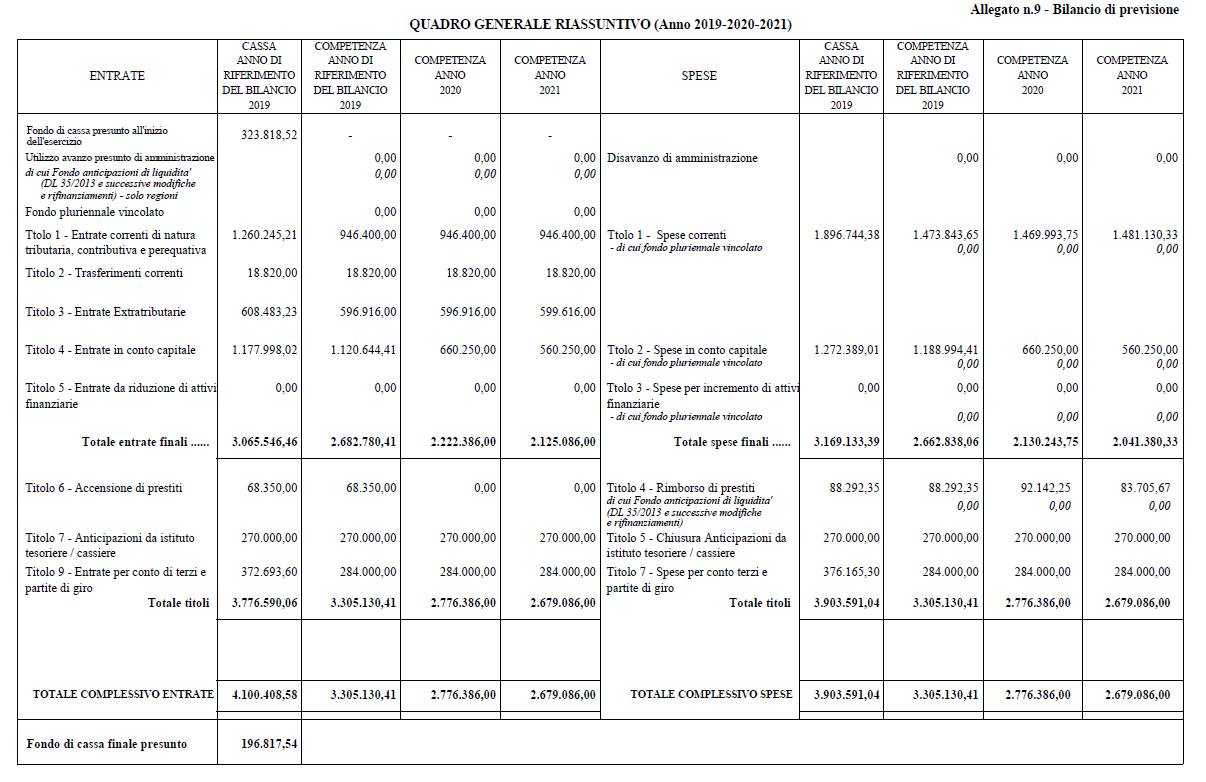 Allegato n.9 - Bilancio di previsione
QUADRO GENERALE RIASSUNTIVO (Anno 2019-2020-2021)
ENTRATE
CASSA
ANNO DI
RIFERIMENTO
DEL BILANCIO
2019
COMPETENZA
ANNO DI
RIFERIMENTO
DEL BILANCIO
2019
COMPETENZA
ANNO
2020
COMPETENZA
ANNO
2021
SPESE
CASSA
ANNO DI
RIFERIMENTO
DEL BILANCIO
2019
COMPETENZA
ANNO DI
RIFERIMENTO
DEL BILANCIO
2019
COMPETENZA
ANNO
2020
COMPETENZA
ANNO
2021
Fondo di cassa presunto all'inizio
dell'esercizio 323.818,52 - - -
Utilizzo avanzo presunto di amministrazione 0,00 0,00 0,00 Disavanzo di amministrazione 0,00 0,00 0,00
di cui Fondo anticipazioni di liquidita' 0,00 0,00 0,00
(DL 35/2013 e successive modifiche
e rifinanziamenti) - solo regioni
Fondo pluriennale vincolato 0,00 0,00 0,00
Ttolo 1 - Entrate correnti di natura 1.260.245,21 946.400,00 946.400,00 946.400,00 Ttolo 1 - Spese correnti 1.896.744,38 1.473.843,65 1.469.993,75 1.481.130,33
tributaria, contributiva e perequativa - di cui fondo pluriennale vincolato 0,00 0,00 0,00
Titolo 2 - Trasferimenti correnti 18.820,00 18.820,00 18.820,00 18.820,00
Titolo 3 - Entrate Extratributarie 608.483,23 596.916,00 596.916,00 599.616,00
Titolo 4 - Entrate in conto capitale 1.177.998,02 1.120.644,41 660.250,00 560.250,00 Ttolo 2 - Spese in conto capitale 1.272.389,01 1.188.994,41 660.250,00 560.250,00
- di cui fondo pluriennale vincolato 0,00 0,00 0,00
Titolo 5 - Entrate da riduzione di attivi 0,00 0,00 0,00 0,00 Ttolo 3 - Spese per incremento di attivi 0,00 0,00 0,00 0,00
finanziarie finanziarie
- di cui fondo pluriennale vincolato 0,00 0,00 0,00
Totale entrate finali ...... 3.065.546,46 2.682.780,41 2.222.386,00 2.125.086,00 Totale spese finali ...... 3.169.133,39 2.662.838,06 2.130.243,75 2.041.380,33
Titolo 6 - Accensione di prestiti 68.350,00 68.350,00 0,00 0,00 Titolo 4 - Rimborso di prestiti 88.292,35 88.292,35 92.142,25 83.705,67
di cui Fondo anticipazioni di liquidita' 0,00 0,00 0,00
(DL 35/2013 e successive modifiche
e rifinanziamenti)
Titolo 7 - Anticipazioni da istituto 270.000,00 270.000,00 270.000,00 270.000,00 Titolo 5 - Chiusura Anticipazioni da 270.000,00 270.000,00 270.000,00 270.000,00
tesoriere / cassiere istituto tesoriere / cassiere
Titolo 9 - Entrate per conto di terzi e 372.693,60 284.000,00 284.000,00 284.000,00 Titolo 7 - Spese per conto terzi e 376.165,30 284.000,00 284.000,00 284.000,00
partite di giro partite di giro
Totale titoli 3.776.590,06 3.305.130,41 2.776.386,00 2.679.086,00 Totale titoli 3.903.591,04 3.305.130,41 2.776.386,00 2.679.086,00
TOTALE COMPLESSIVO ENTRATE 4.100.408,58 3.305.130,41 2.776.386,00 2.679.086,00 TOTALE COMPLESSIVO SPESE 3.903.591,04 3.305.130,41 2.776.386,00 2.679.086,00
Fondo di cassa finale presunto 196.817,54